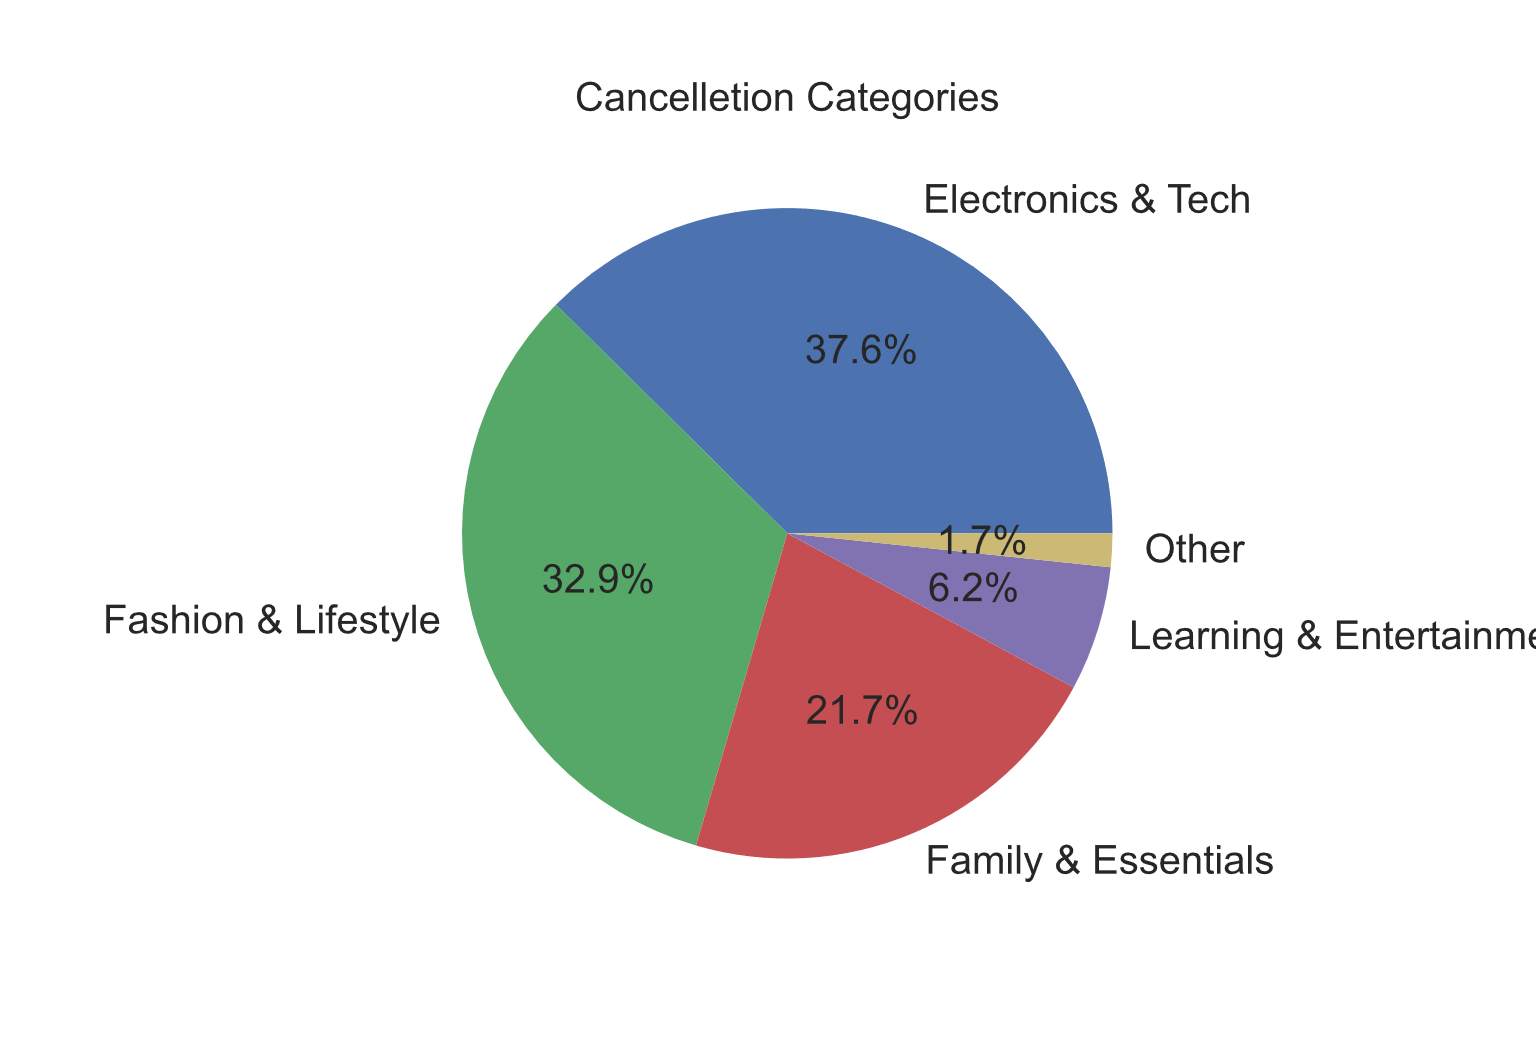 Cancelletion Categories
Electronics & Tech
37.6%
1.7%
Other
32.9%
6.2%
Fashion & Lifestyle
Learning &
21.7%
Family & Essentials